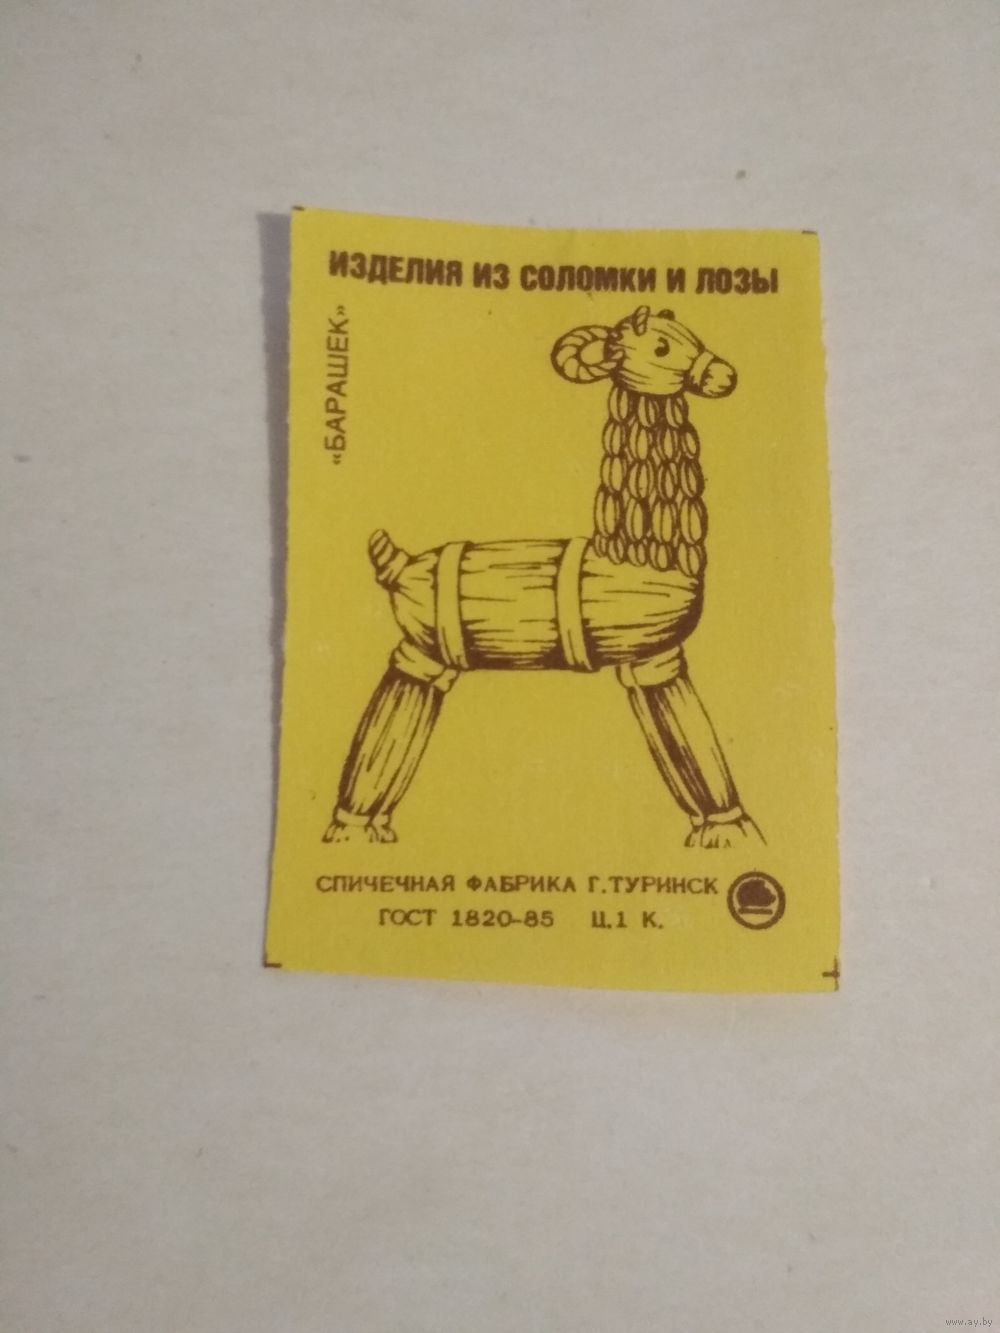 ИЗДЕЛИЯ ИЗ СОЛОМКИ И ЛОЗЫ
«БАРАШЕК»
СПИЧЕЧНАЯ ФАБРИКА Г.ТУРИНСК
ГОСТ 1820-85 Ц.1 К.
www.ay.by